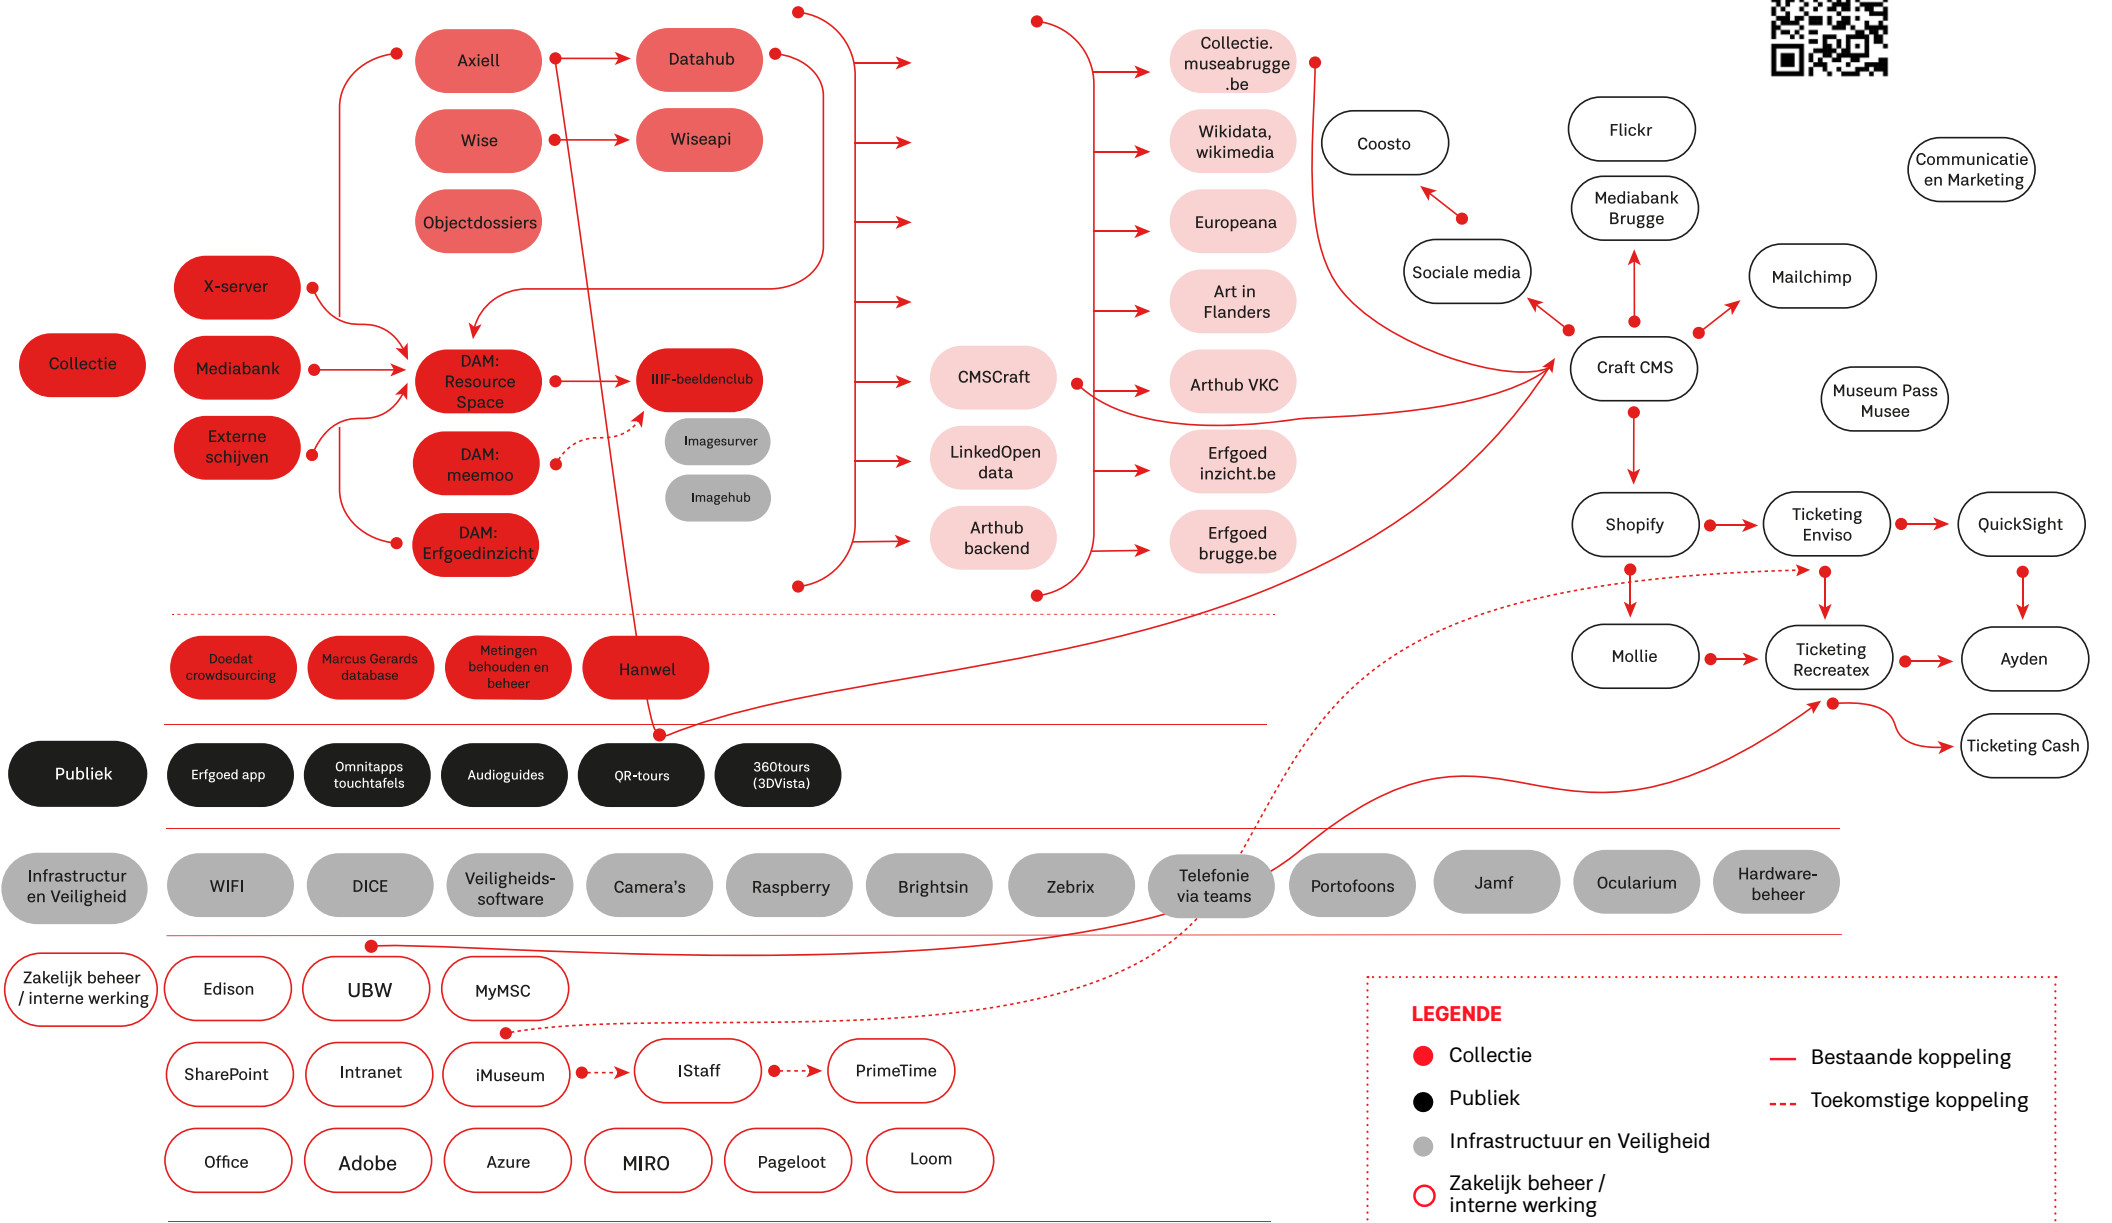 Axiell
Datahub
Collectie.
museabrugge
.be
Wise
Wiseapi
Wikidata,
wikimedia
Coosto
Flickr
Communicatie
en Marketing
Objectdossiers
Europeana
Mediabank
Brugge
X-server
Art in
Flanders
Sociale media
Mailchimp
Collectie
Mediabank
DAM:
Resource
Space
IIIF-beeldenclub
CMSCraft
Arthub VKC
Craft CMS
Museum Pass
Musee
Externe
schijven
DAM:
meemoo
Imagesurver
Imagehub
LinkedOpen
data
Erfgoed
inzicht.be
DAM:
Erfgoedinzicht
Arthub
backend
Erfgoed
brugge.be
Shopify
Ticketing
Enviso
QuickSight
Doedat
crowdsourcing
Marcus Gerards
database
Metingen
behouden en
beheer
Hanwel
Mollie
Ticketing
Recreatex
Ayden
Ticketing Cash
Publiek
Erfgoed app
Omnitapps
touchtafels
Audioguides
QR-tours
360tours
(3DVista)
Infrastructur
en Veiligheid
WIFI
DICE
Veiligheids-
software
Camera's
Raspberry
Brightsin
Zebrix
Telefonie
via teams
Portofoons
Jamf
Ocularium
Hardware-
beheer
Zakelijk beheer
/ interne werking
Edison
UBW
MyMSC
SharePoint
Intranet
iMuseum
IStaff
PrimeTime
Office
Adobe
Azure
MIRO
Pageloot
Loom
LEGENDE
Collectie
Publiek
Infrastructuur en Veiligheid
Zakelijk beheer /
interne werking
Bestaande koppeling
Toekomstige koppeling